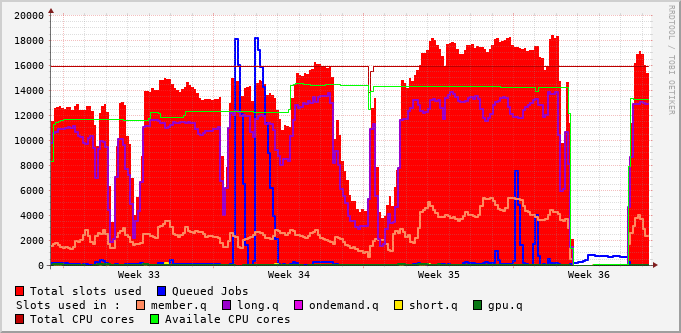 20000
18000
16000
14000
12000
10000
8000
6000
4000
2000
0
Week 33 Week 34 Week 35 Week 36
RRDTOOL / TOBI OETIKER
Total slots used Queued Jobs
Slots used in : member.q long.q ondemand.q short.q gpu.q
Total CPU cores Availale CPU cores